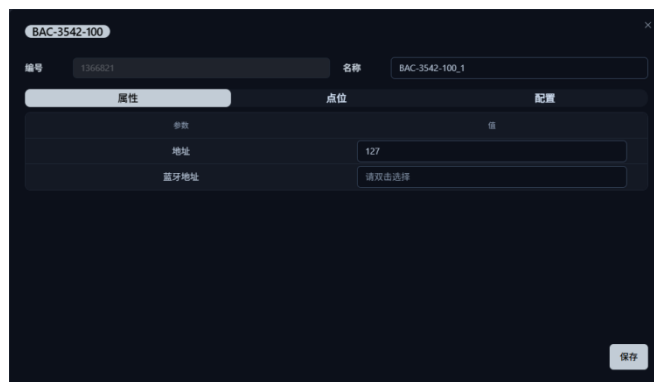 BAC-3542-100
×
编号 1366821 名称 BAC-3542-100_1
属性 点位 配置
参数 值
地址 127
蓝牙地址 请双击选择
保存